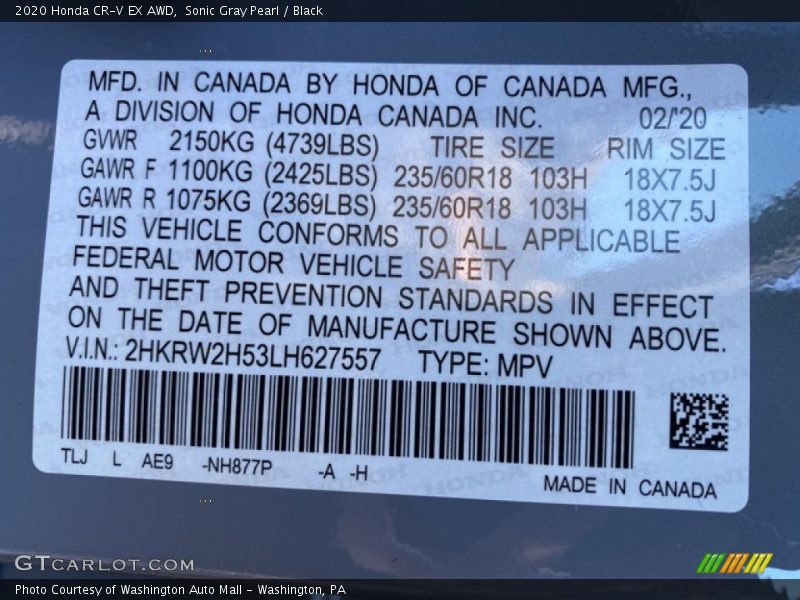 2020 Honda CR-V EX AWD,  Sonic Gray Pearl / Black
MFD. IN CANADA BY HONDA OF CANADA MFG.,
A DIVISION OF HONDA CANADA INC. 02/'20
GVWR 2150KG (4739LBS) TIRE SIZE RIM SIZE
GAWR F 1100KG (2425LBS) 235/60R18 103H 18X7.5J
GAWR R 1075KG (2369LBS) 235/60R18 103H 18X7.5J
THIS VEHICLE CONFORMS TO ALL APPLICABLE
FEDERAL MOTOR VEHICLE SAFETY
AND THEFT PREVENTION STANDARDS IN EFFECT
ON THE DATE OF MANUFACTURE SHOWN ABOVE.
V.I.N.: 2HKRW2H53LH627557 TYPE: MPV
TLJ L AE9 -NH877P -A -H
MADE IN CANADA
GTCARLOT.COM
Photo Courtesy of Washington Auto Mall - Washington, PA